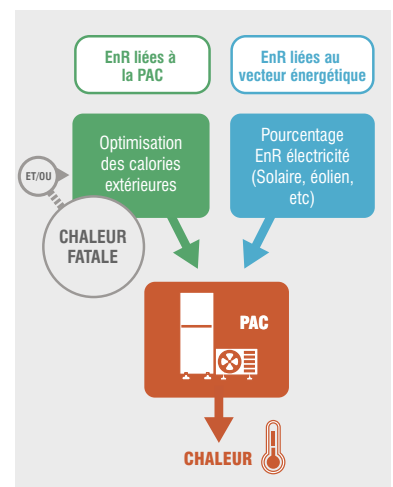 EnR liées à
la PAC
EnR liées au
vecteur énergétique
Optimisation
des calories
extérieures
Pourcentage
EnR électricité
(Solaire, éolien,
etc)
ET/OU
CHALEUR
FATALE
PAC
CHALEUR